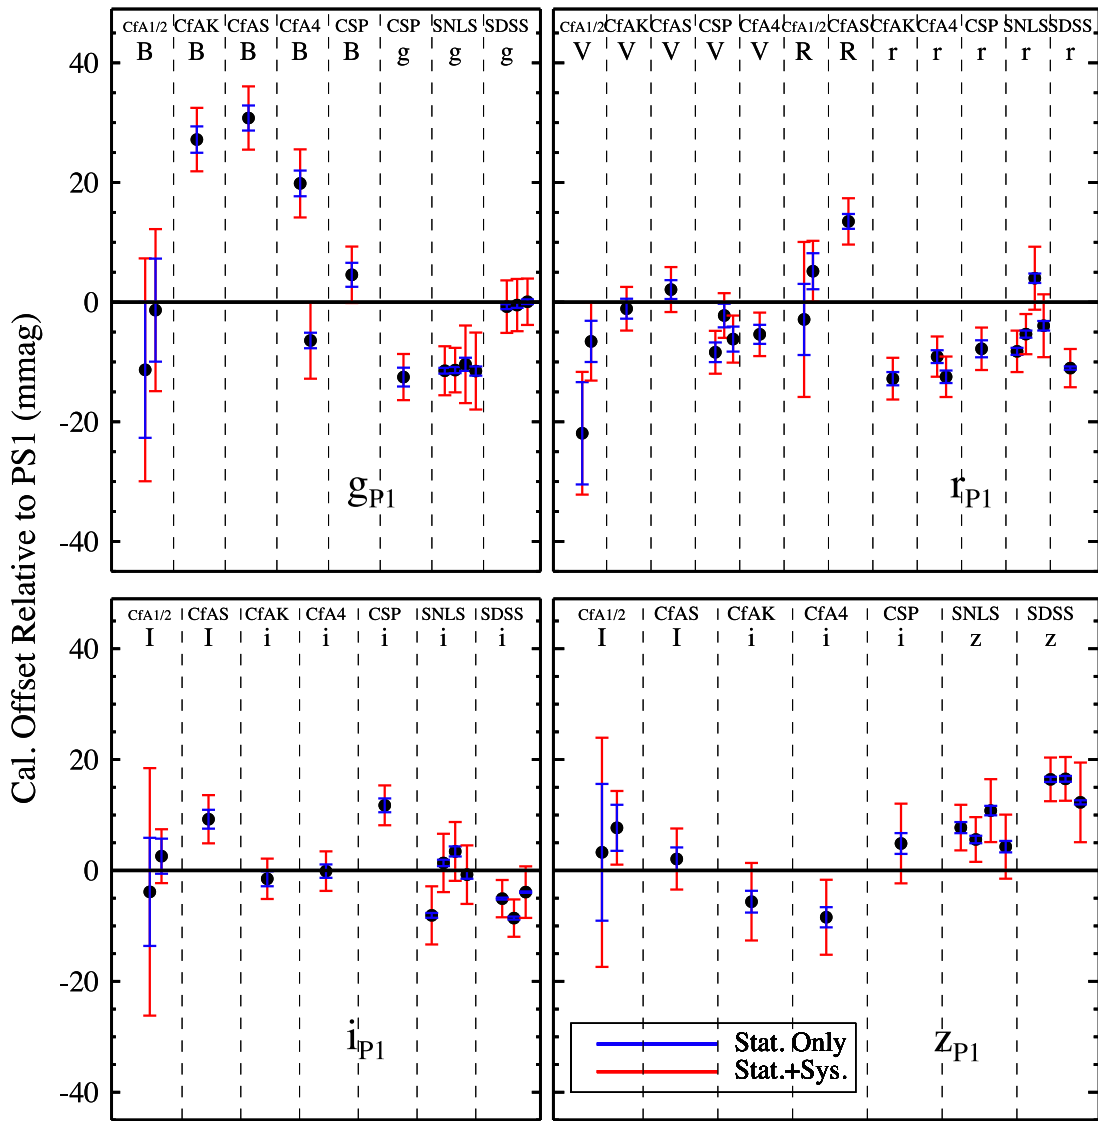 CfA1/2 CfAK CfAS CfA4 CSP CSP SNLS SDSS
B B B B B g g g
CfA1/2 CfAK CfAS CSP CfA4 CfA1/2 CfAS CfAK CfA4 CSP SNLS SDSS
V V V V V R R r r r r r
40
20
0
-20
-40
gP1
rP1
Cal. Offset Relative to PS1 (mmag)
CfA1/2 CfAS CfAK CfA4 CSP SNLS SDSS
I I i i i i i
CfA1/2 CfAS CfAK CfA4 CSP SNLS SDSS
I I i i i z z
40
20
0
-20
-40
iP1
zP1
Stat. Only
Stat.+Sys.